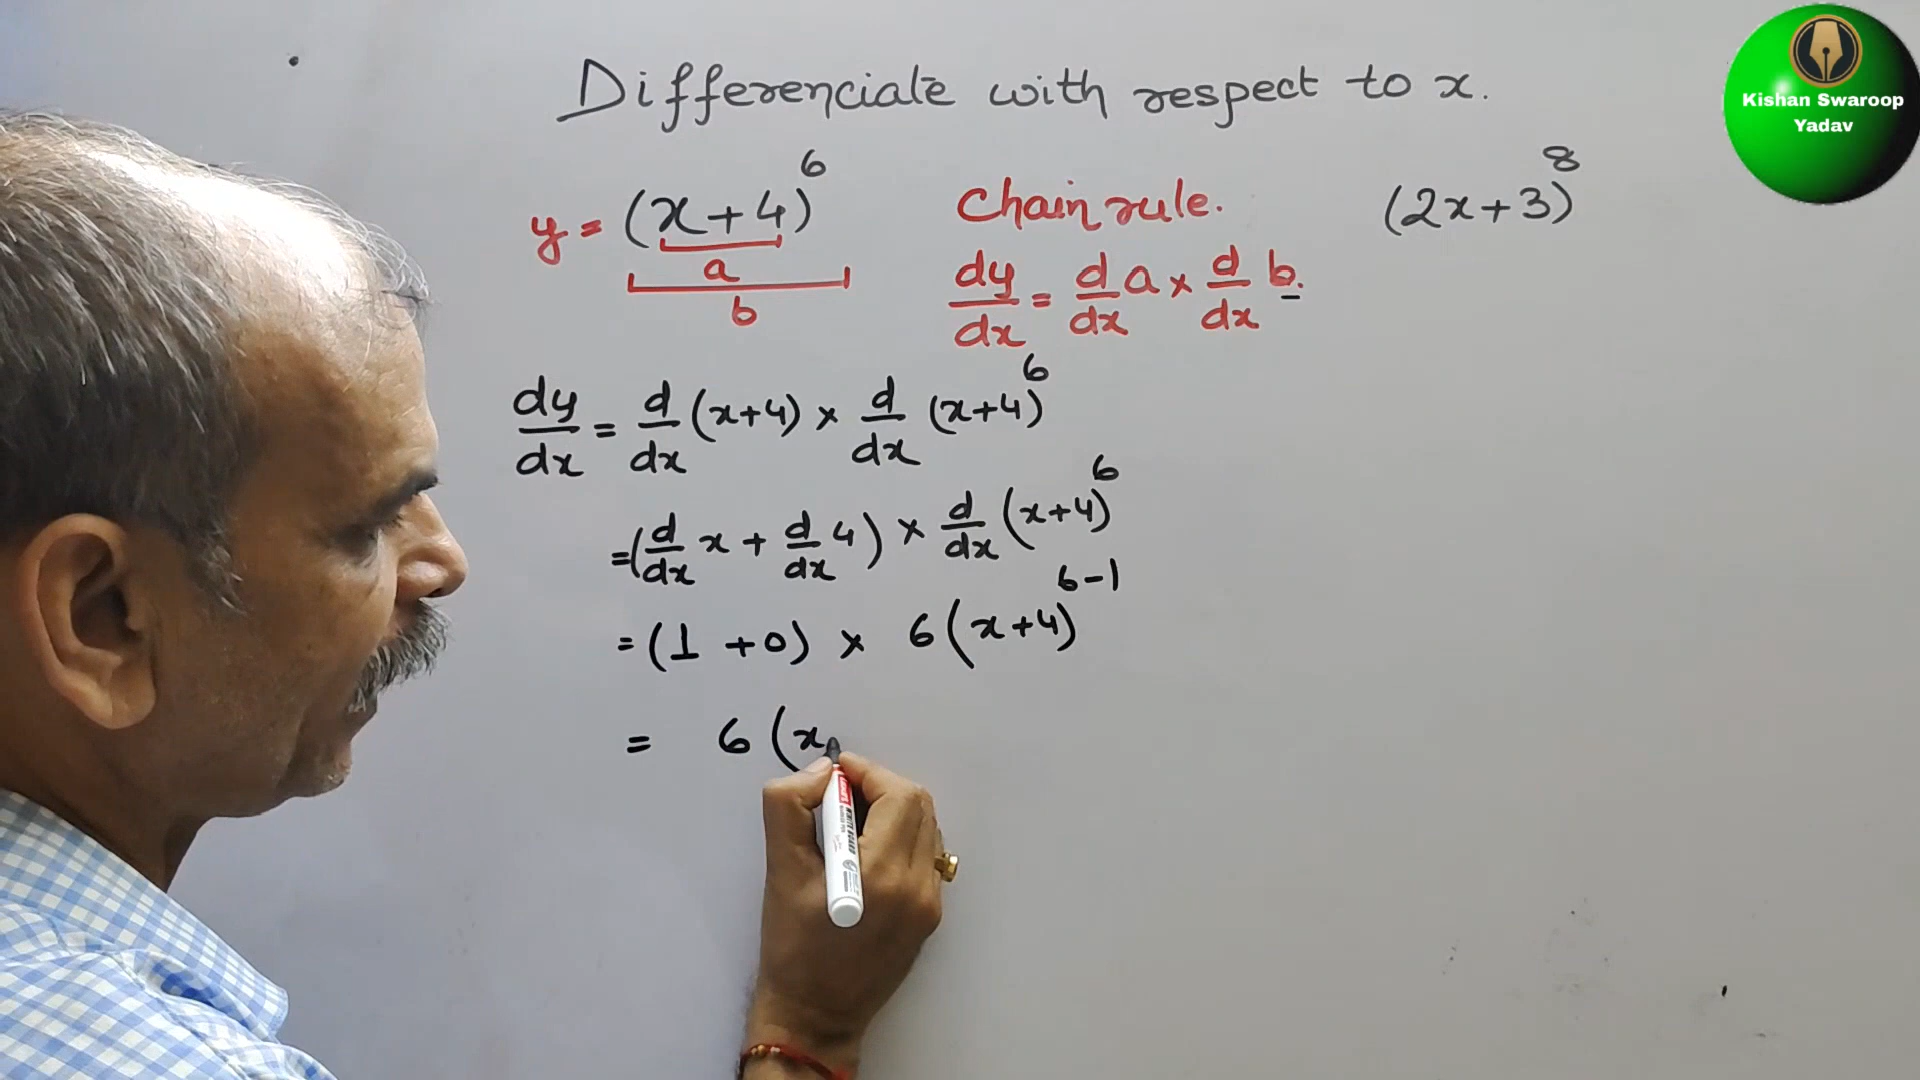 Differenciate with respect to x.
Kishan Swaroop
Yadav
y = (x+4)^6
a
b
Chain rule.
dy/dx = d/dx a × d/dx b.
(2x+3)^8
dy/dx = d/dx (x+4) × d/dx (x+4)^6
= (d/dx x + d/dx 4) × d/dx (x+4)^6
= (1 + 0) × 6(x+4)^6-1
= 6 (x